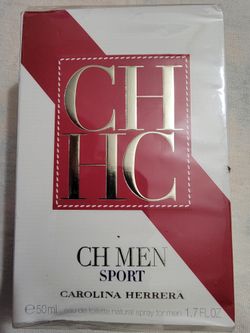 CH
HC
CH MEN
SPORT
CAROLINA HERRERA
℮50ml eau de toilette natural spray for men 1.7 FL.OZ